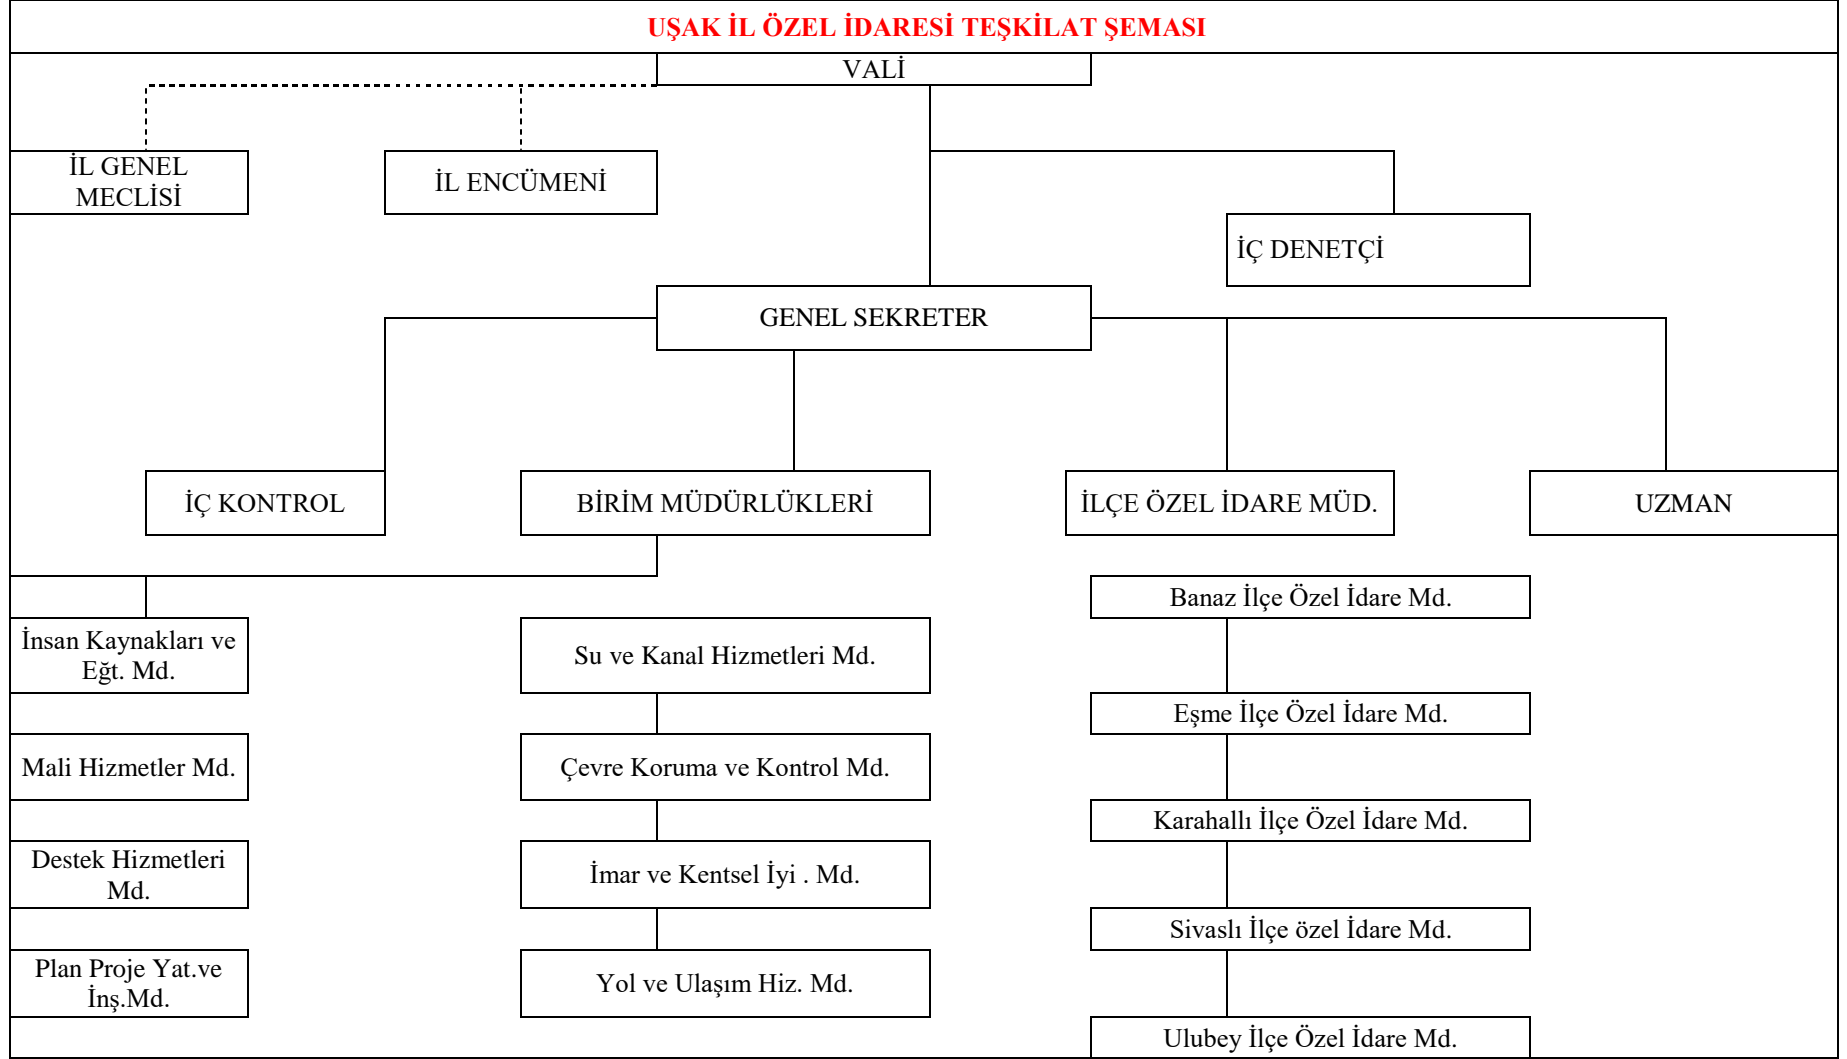 UŞAK İL ÖZEL İDARESİ TEŞKİLAT ŞEMASI
VALİ
İL GENEL
MECLİSİ
İL ENCÜMENİ
İÇ DENETÇİ
GENEL SEKRETER
İÇ KONTROL
BİRİM MÜDÜRLÜKLERİ
İLÇE ÖZEL İDARE MÜD.
UZMAN
İnsan Kaynakları ve
Eğt. Md.
Mali Hizmetler Md.
Destek Hizmetleri
Md.
Plan Proje Yat.ve
İnş.Md.
Su ve Kanal Hizmetleri Md.
Çevre Koruma ve Kontrol Md.
İmar ve Kentsel İyi . Md.
Yol ve Ulaşım Hiz. Md.
Banaz İlçe Özel İdare Md.
Eşme İlçe Özel İdare Md.
Karahallı İlçe Özel İdare Md.
Sivaslı İlçe özel İdare Md.
Ulubey İlçe Özel İdare Md.